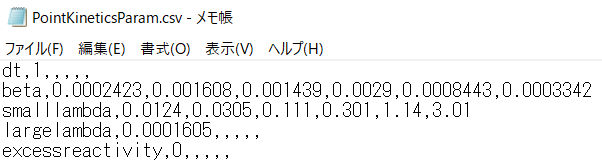 PointKineticsParam.csv - メモ帳
ファイル(F) 編集(E) 書式(O) 表示(V) ヘルプ(H)
dt,1,,,,,
beta,0.0002423,0.001608,0.001439,0.0029,0.0008443,0.0003342
smalllambda,0.0124,0.0305,0.111,0.301,1.14,3.01
largelambda,0.0001605,,,,,
excessreactivity,0,,,,,